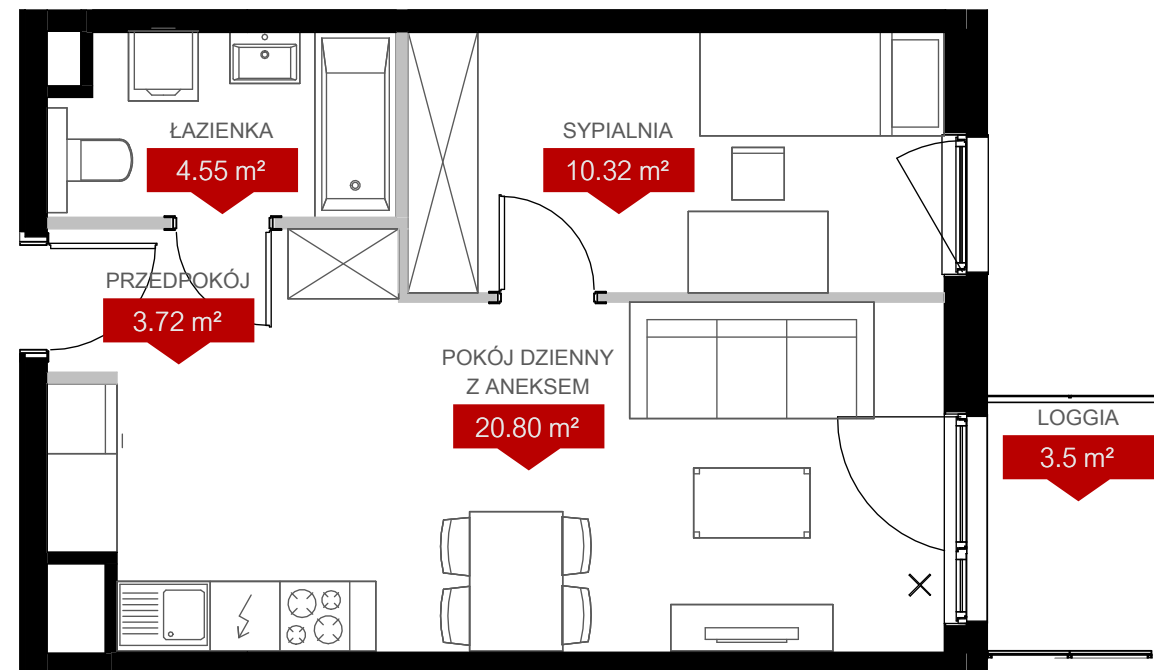 ŁAZIENKA
4.55 m²
SYPIALNIA
10.32 m²
PRZEDPOKÓJ
3.72 m²
POKÓJ DZIENNY
Z ANEKSEM
20.80 m²
LOGGIA
3.5 m²